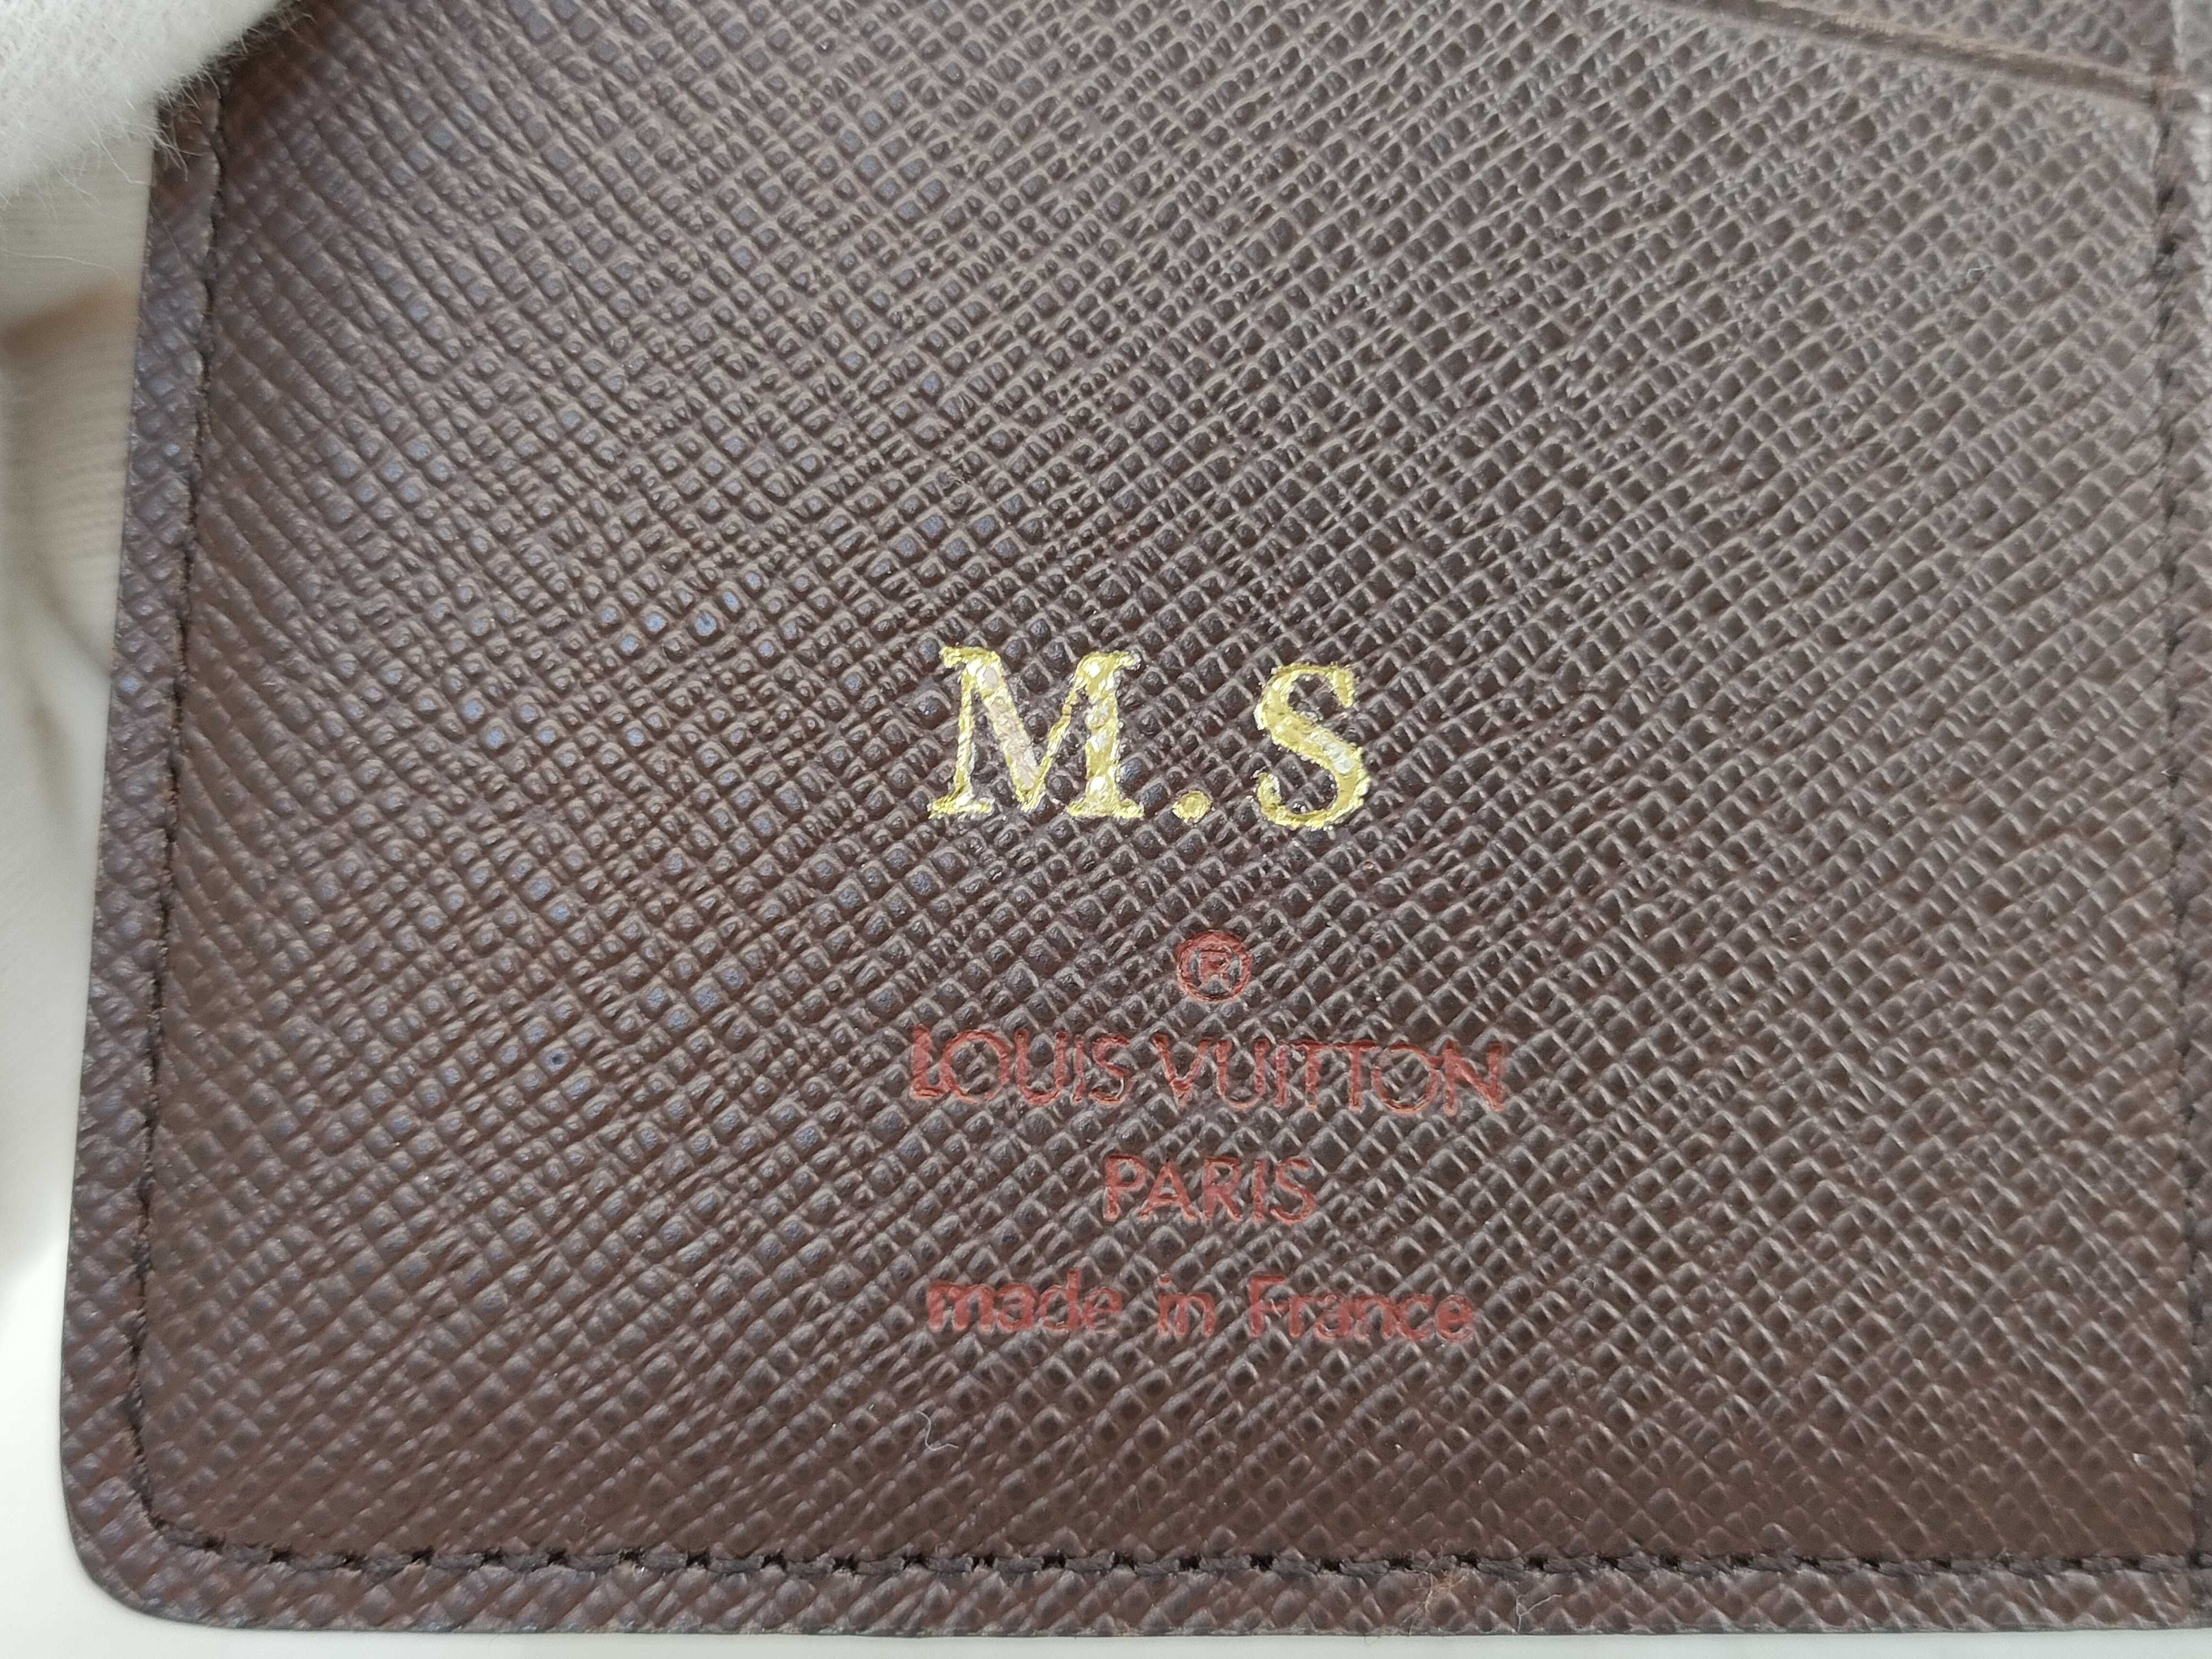 M.S
®
LOUIS VUITTON
PARIS
made in France